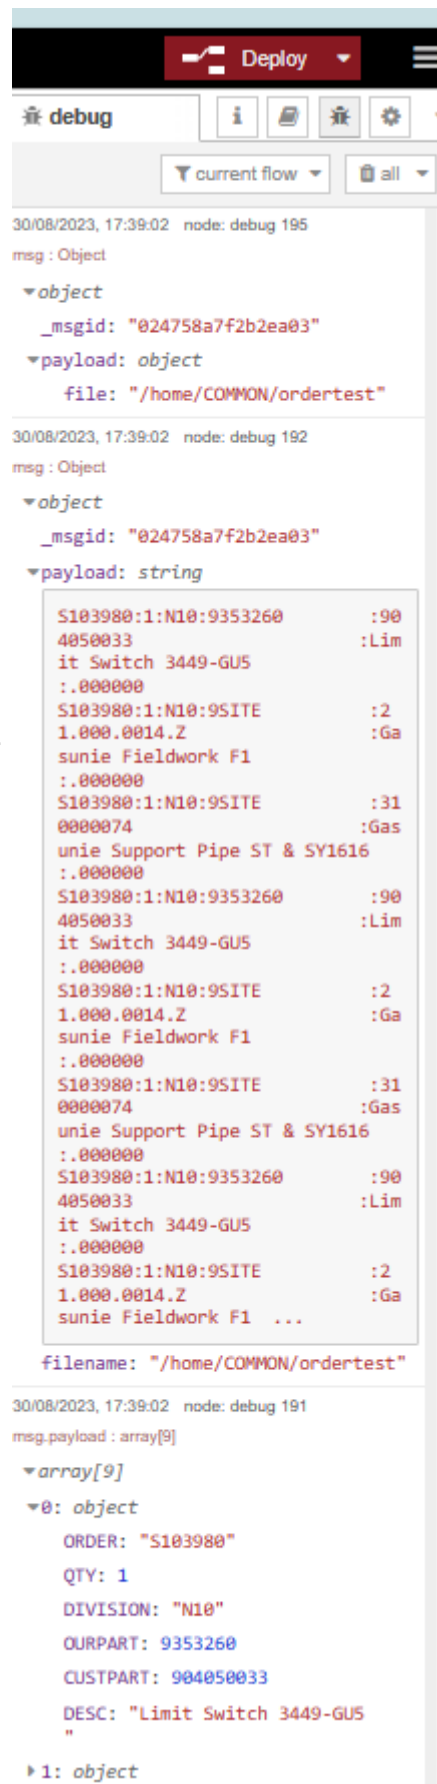 Deploy
debug
i
current flow
all
30/08/2023, 17:39:02 node: debug 195
msg : Object
object
_msgid: "024758a7f2b2ea03"
payload: object
file: "/home/COMMON/ordertest"
30/08/2023, 17:39:02 node: debug 192
msg : Object
object
_msgid: "024758a7f2b2ea03"
payload: string
S103980:1:N10:9353260 :90
4050033 :Lim
it Switch 3449-GU5
:.000000
S103980:1:N10:9SITE :2
1.000.0014.Z :Ga
sunie Fieldwork F1
:.000000
S103980:1:N10:9SITE :31
0000074 :Gas
unie Support Pipe ST & SY1616
:.000000
S103980:1:N10:9353260 :90
4050033 :Lim
it Switch 3449-GU5
:.000000
S103980:1:N10:9SITE :2
1.000.0014.Z :Ga
sunie Fieldwork F1
:.000000
S103980:1:N10:9SITE :31
0000074 :Gas
unie Support Pipe ST & SY1616
:.000000
S103980:1:N10:9353260 :90
4050033 :Lim
it Switch 3449-GU5
:.000000
S103980:1:N10:9SITE :2
1.000.0014.Z :Ga
sunie Fieldwork F1 ...
filename: "/home/COMMON/ordertest"
30/08/2023, 17:39:02 node: debug 191
msg.payload : array[9]
array[9]
0: object
ORDER: "S103980"
QTY: 1
DIVISION: "N10"
OURPART: 9353260
CUSTPART: 904050033
DESC: "Limit Switch 3449-GU5
"
1: object